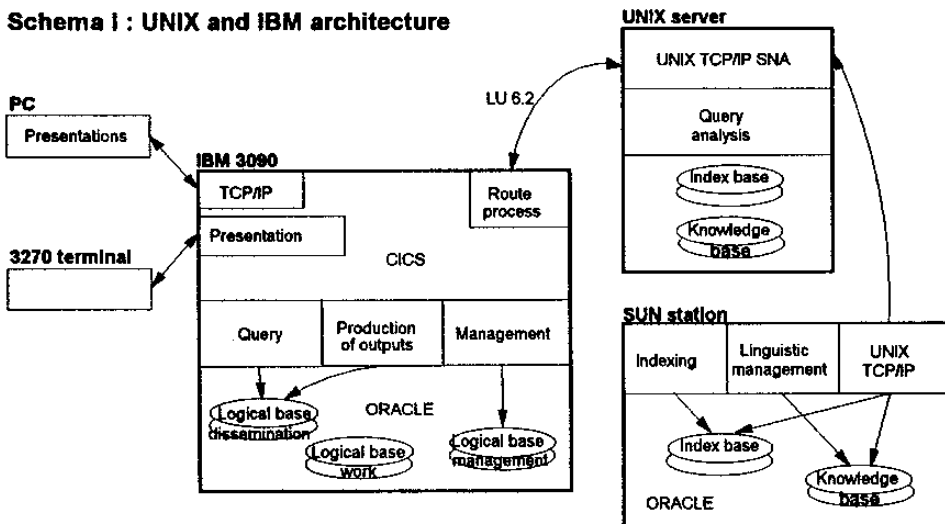 Schema I : UNIX and IBM architecture
UNIX server
UNIX TCP/IP SNA
LU 6.2
Query
analysis
Index base
Knowledge
base
PC
Presentations
IBM 3090
TCP/IP
Route
process
Presentation
CICS
3270 terminal
Query
Production
of outputs
Management
Logical base
dissemination
ORACLE
Logical base
work
Logical base
management
SUN station
Indexing
Linguistic
management
UNIX
TCP/IP
Index base
Knowledge
base
ORACLE